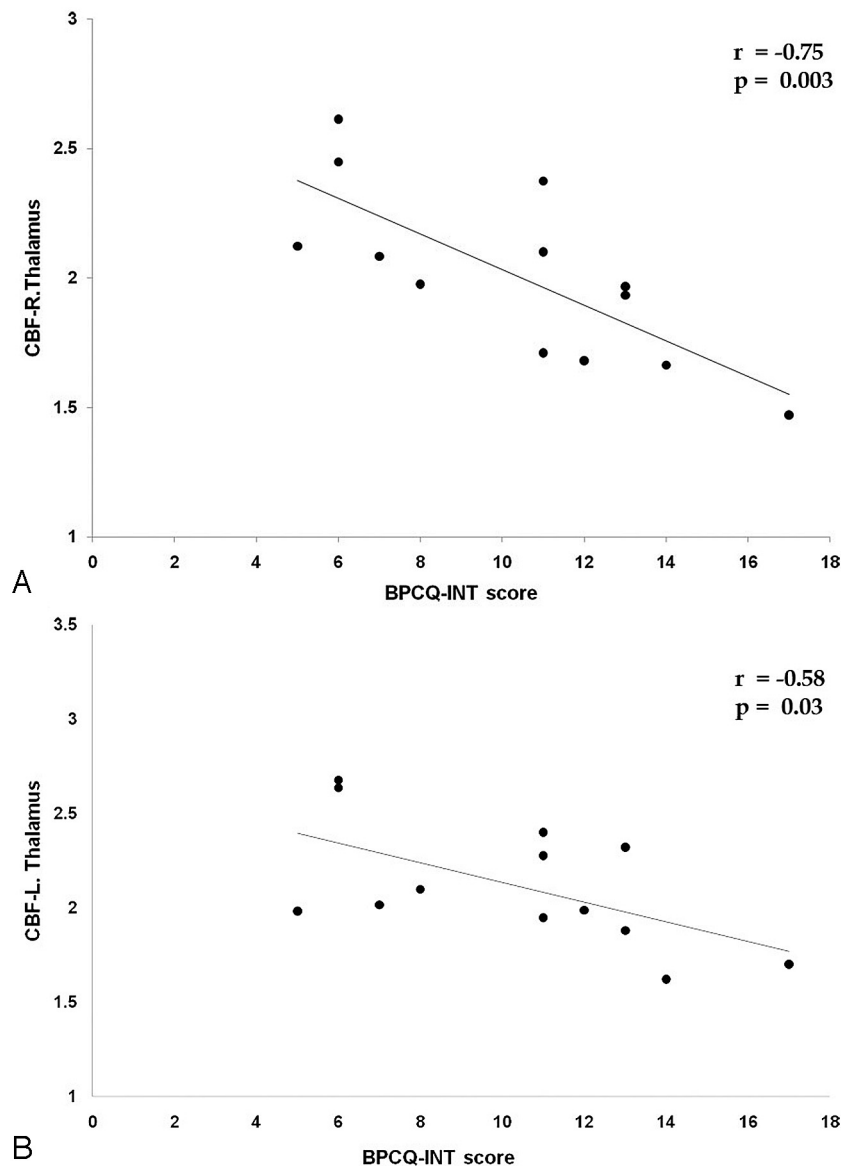 3
r = -0.75
p = 0.003
2.5
2
1.5
1
CBF-R.Thalamus
0 2 4 6 8 10 12 14 16 18
BPCQ-INT score
A
3.5
r = -0.58
p = 0.03
3
2.5
2
1.5
1
CBF-L. Thalamus
0 2 4 6 8 10 12 14 16 18
BPCQ-INT score
B